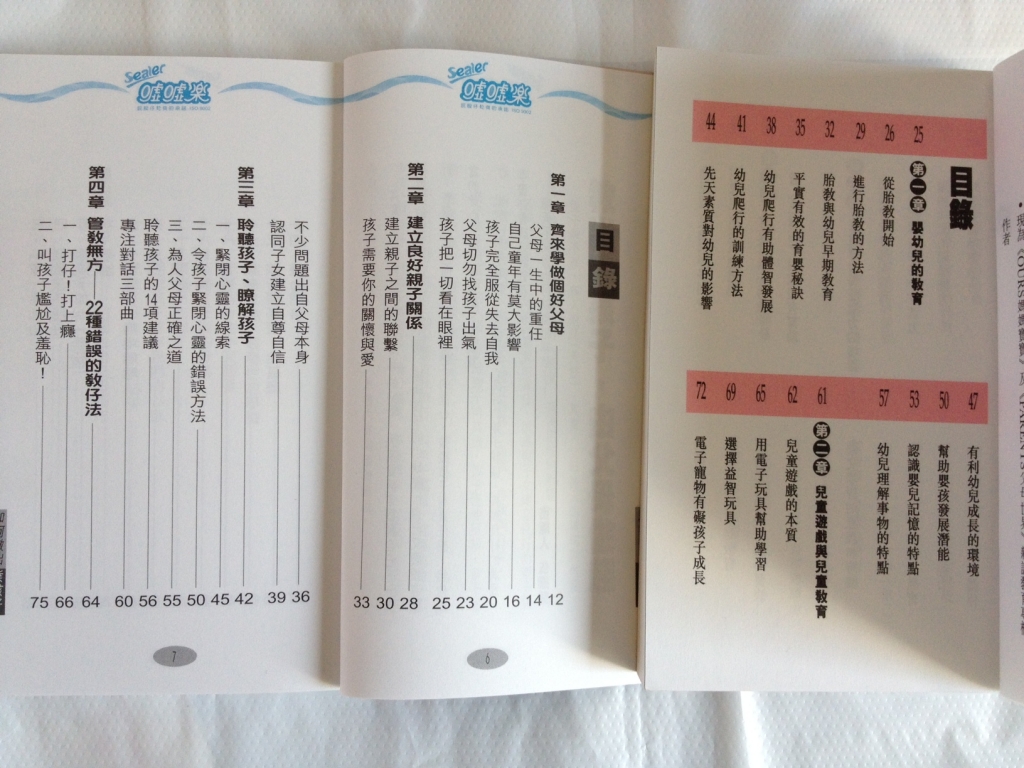 作者
目錄
25 第一章 嬰幼兒的教育
26 從胎教開始
29 進行胎教的方法
32 胎教與幼兒早期教育
35 平實有效的育嬰秘訣
38 幼兒爬行有助體智發展
41 幼兒爬行的訓練方法
44 先天素質對幼兒的影響
47 有利幼兒成長的環境
50 幫助嬰孩發展潛能
53 認識嬰兒記憶的特點
57 幼兒理解事物的特點
61 第二章 兒童遊戲與兒童教育
62 兒童遊戲的本質
65 用電子玩具幫助學習
69 選擇益智玩具
72 電子寵物有礙孩子成長
Sealer
噓噓樂
目錄
第一章 齊來學做個好父母 12
父母一生中的重任 14
自己童年有莫大影響 16
孩子完全服從失去自我 20
父母切勿找孩子出氣 23
孩子把一切看在眼裡 25
第二章 建立良好親子關係 28
建立親子之間的聯繫 30
孩子需要你的關懷與愛 33
6
Sealer
噓噓樂
不少問題出自父母本身 36
認同子女建立自尊自信 39
第三章 聆聽孩子、瞭解孩子 42
一、緊閉心靈的線索 45
二、令孩子緊閉心靈的錯誤方法 50
三、為人父母正確之道 55
聆聽孩子的14項建議 56
專注對話三部曲 60
第四章 管教無方——22種錯誤的教仔法 64
一、打仔！打上癮 66
二、叫孩子尷尬及羞恥！ 75
7